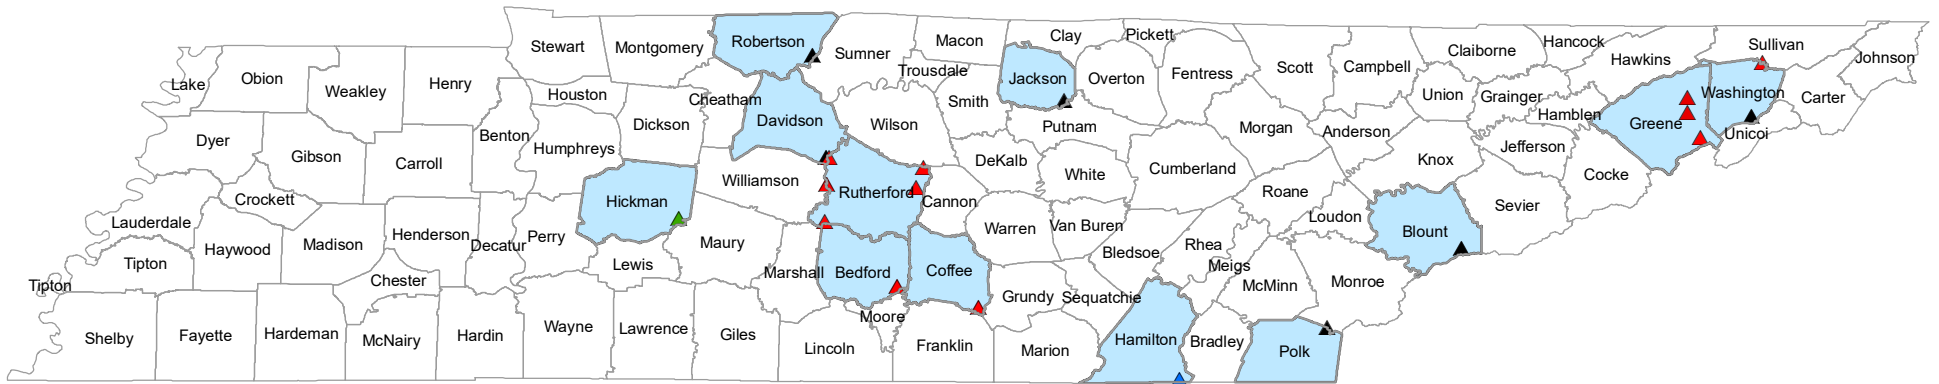 Lake
Obion
Weakley
Henry
Stewart
Montgomery
Robertson
Sumner
Macon
Trousdale
Clay
Pickett
Jackson
Overton
Fentress
Scott
Campbell
Claiborne
Hancock
Hawkins
Sullivan
Johnson
Houston
Cheatham
Smith
Union
Grainger
Hamblen
Greene
Washington
Carter
Unicoi
Dyer
Gibson
Carroll
Benton
Humphreys
Dickson
Davidson
Wilson
Putnam
DeKalb
White
Cumberland
Morgan
Anderson
Knox
Jefferson
Cocke
Crockett
Lauderdale
Haywood
Madison
Henderson
Decatur
Perry
Hickman
Williamson
Rutherford
Cannon
Warren
Van Buren
Bledsoe
Roane
Rhea
Loudon
Blount
Sevier
Tipton
Tipton
Chester
Lewis
Maury
Marshall
Bedford
Coffee
Grundy
Sequatchie
Meigs
McMinn
Monroe
Shelby
Fayette
Hardeman
McNairy
Hardin
Wayne
Lawrence
Giles
Lincoln
Moore
Franklin
Marion
Hamilton
Bradley
Polk